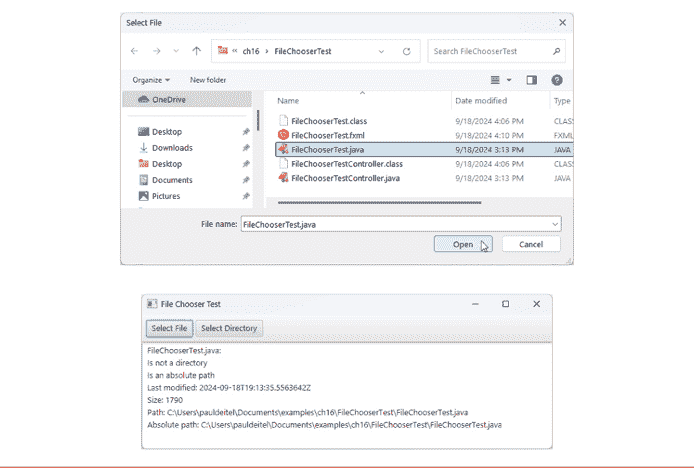 Select File
« ch16 > FileChooserTest
Search FileChooserTest
Organize
New folder
OneDrive
Name
Date modified
Type
FileChooserTest.class
9/18/2024 4:06 PM
CLASS
Desktop
FileChooserTest.fxml
9/18/2024 4:10 PM
FXML
Downloads
FileChooserTest.java
9/18/2024 3:13 PM
JAVA
Desktop
FileChooserTestController.class
9/18/2024 4:06 PM
CLASS
Documents
FileChooserTestController.java
9/18/2024 3:13 PM
JAVA
Pictures
File name: FileChooserTest.java
Open
Cancel
File Chooser Test
Select File
Select Directory
FileChooserTest.java:
Is not a directory
Is an absolute path
Last modified: 2024-09-18T19:13:35.5563642Z
Size: 1790
Path: C:\Users\pauldeitel\Documents\examples\ch16\FileChooserTest\FileChooserTest.java
Absolute path: C:\Users\pauldeitel\Documents\examples\ch16\FileChooserTest\FileChooserTest.java